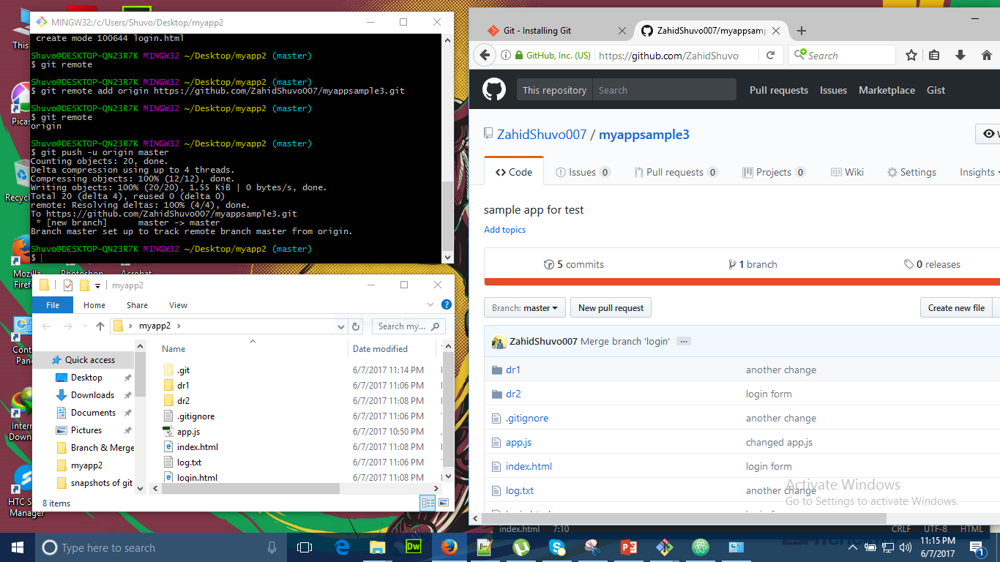 This
Picas
Recycl
Mozil
Firef
Photoshop
Acrobat
Cont
Pane
Intern
Down
HTC S
Manager
MINGW32:/c/Users/Shuvo/Desktop/myapp2
create mode 100644 login.html
Shuvo@DESKTOP-QN23R7K MINGW32 ~/Desktop/myapp2 (master)
$ git remote
Shuvo@DESKTOP-QN23R7K MINGW32 ~/Desktop/myapp2 (master)
$ git remote add origin https://github.com/ZahidShuvo007/myappsample3.git
Shuvo@DESKTOP-QN23R7K MINGW32 ~/Desktop/myapp2 (master)
$ git remote
origin
Shuvo@DESKTOP-QN23R7K MINGW32 ~/Desktop/myapp2 (master)
$ git push -u origin master
Counting objects: 20, done.
Delta compression using up to 4 threads.
Compressing objects: 100% (12/12), done.
Writing objects: 100% (20/20), 1.55 KiB | 0 bytes/s, done.
Total 20 (delta 4), reused 0 (delta 0)
remote: Resolving deltas: 100% (4/4), done.
To https://github.com/ZahidShuvo007/myappsample3.git
* [new branch] master -> master
Branch master set up to track remote branch master from origin.
Shuvo@DESKTOP-QN23R7K MINGW32 ~/Desktop/myapp2 (master)
$
myapp2
File Home Share View
myapp2
Search my...
Name Date modified
Quick access
Desktop
Downloads
Documents
Pictures
Branch & Merge
myapp2
snapshots of git
.git 6/7/2017 11:14 PM
dr1 6/7/2017 11:06 PM
dr2 6/7/2017 11:08 PM
.gitignore 6/7/2017 11:06 PM
app.js 6/7/2017 10:50 PM
index.html 6/7/2017 11:08 PM
log.txt 6/7/2017 11:06 PM
login.html 6/7/2017 11:08 PM
8 items
Git - Installing Git
ZahidShuvo007/myappsamp
GitHub, Inc. (US) https://github.com/ZahidShuvo
Search
This repository Search
Pull requests Issues Marketplace Gist
ZahidShuvo007 / myappsample3
W
Code Issues 0 Pull requests 0 Projects 0 Wiki Settings Insights
sample app for test
Add topics
5 commits 1 branch 0 releases
Branch: master New pull request Create new file
ZahidShuvo007 Merge branch 'login' ...
dr1 another change
dr2 login form
.gitignore another change
app.js changed app.js
index.html login form
log.txt another change
Activate Windows
Go to Settings to activate Windows.
index.html 7:10 CRLF UTF-8 HTML
Type here to search
Dw
11:15 PM
6/7/2017
1